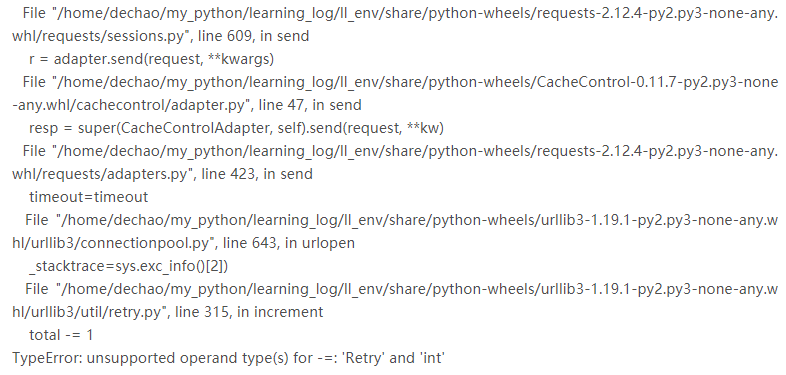 File "/home/dechao/my_python/learning_log/ll_env/share/python-wheels/requests-2.12.4-py2.py3-none-any.
whl/requests/sessions.py", line 609, in send
r = adapter.send(request, **kwargs)
File "/home/dechao/my_python/learning_log/ll_env/share/python-wheels/CacheControl-0.11.7-py2.py3-none
-any.whl/cachecontrol/adapter.py", line 47, in send
resp = super(CacheControlAdapter, self).send(request, **kw)
File "/home/dechao/my_python/learning_log/ll_env/share/python-wheels/requests-2.12.4-py2.py3-none-any.
whl/requests/adapters.py", line 423, in send
timeout=timeout
File "/home/dechao/my_python/learning_log/ll_env/share/python-wheels/urllib3-1.19.1-py2.py3-none-any.w
hl/urllib3/connectionpool.py", line 643, in urlopen
_stacktrace=sys.exc_info()[2])
File "/home/dechao/my_python/learning_log/ll_env/share/python-wheels/urllib3-1.19.1-py2.py3-none-any.w
hl/urllib3/util/retry.py", line 315, in increment
total -= 1
TypeError: unsupported operand type(s) for -=: 'Retry' and 'int'